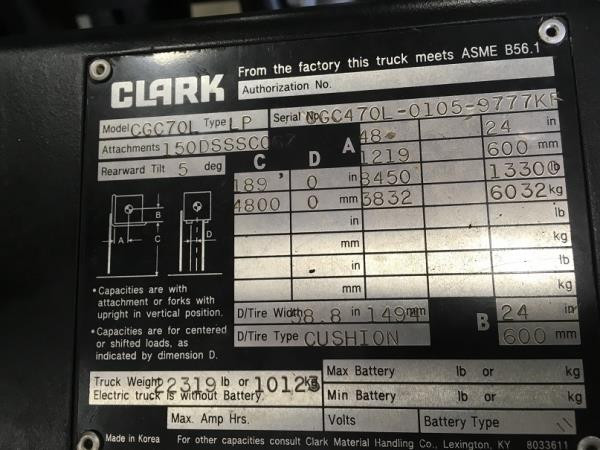 CLARK
From the factory this truck meets ASME B56.1
Authorization No.
Model CGC70L Type LP Serial No. CGC470L-0105-9777KF
Attachments 150DSSSC
Rearward Tilt 5 deg
C D A 48 24 in
1219 600 mm
189 0 in 8450 13300 lb
4800 0 mm 3832 6032 kg
in lb
mm kg
in lb
mm kg
A B C D
• Capacities are with
attachment or forks with
upright in vertical position.
• Capacities are for centered
or shifted loads, as
indicated by dimension D.
D/Tire Width 58.8 in 1494 B 24 in
D/Tire Type CUSHION 600 mm
Truck Weight 22319 lb or 10123 kg
Electric truck is without Battery.
Max Battery lb or kg
Min Battery lb or kg
Max. Amp Hrs. Volts Battery Type
Made in Korea For other capacities consult Clark Material Handling Co., Lexington, KY 8033611